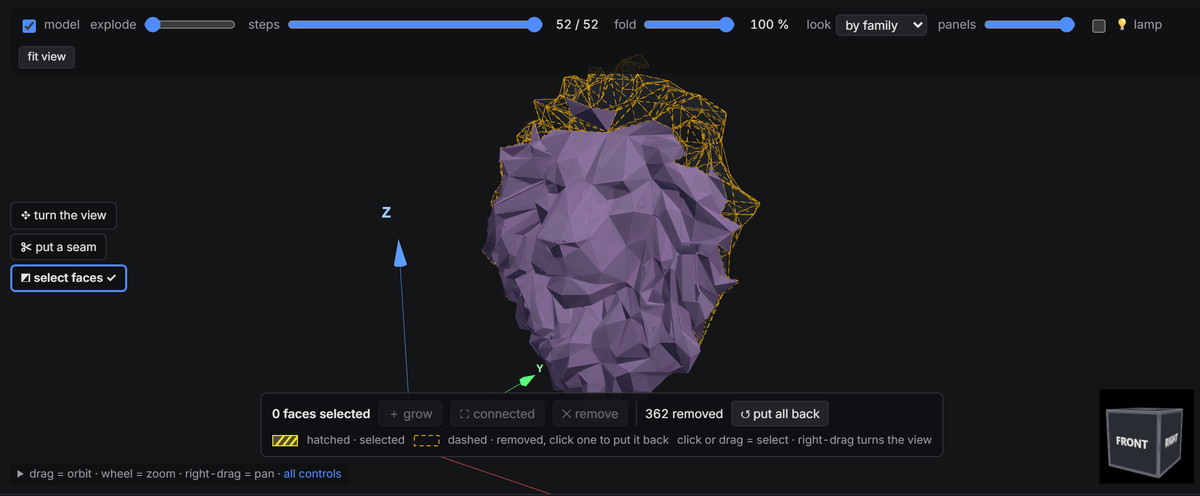 model explode steps 52 / 52 fold 100 % look by family panels 💡 lamp
fit view
Z
✣ turn the view
✂ put a seam
◩ select faces ✓
Y
0 faces selected + grow ⛶ connected ✕ remove 362 removed ↺ put all back
hatched · selected dashed · removed, click one to put it back click or drag = select · right-drag turns the view
FRONT RIGHT
▶ drag = orbit · wheel = zoom · right-drag = pan · all controls